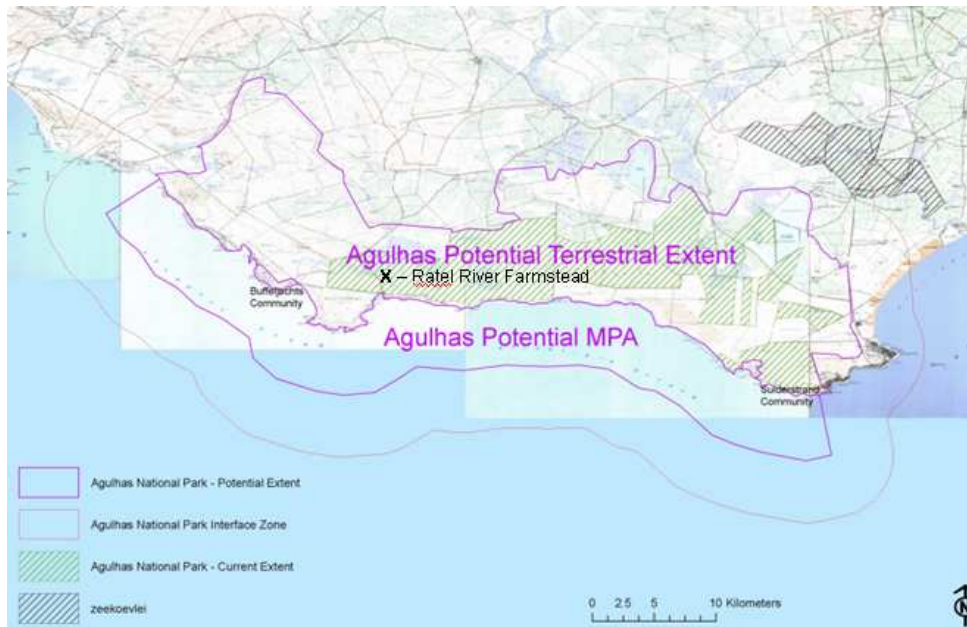 Agulhas Potential Terrestrial Extent
X – Ratel River Farmstead
Buffeljachts
Community
Agulhas Potential MPA
Suiderstrand
Community
Agulhas National Park - Potential Extent
Agulhas National Park Interface Zone
Agulhas National Park - Current Extent
zeekoevlei
0 2.5 5 10 Kilometers
N